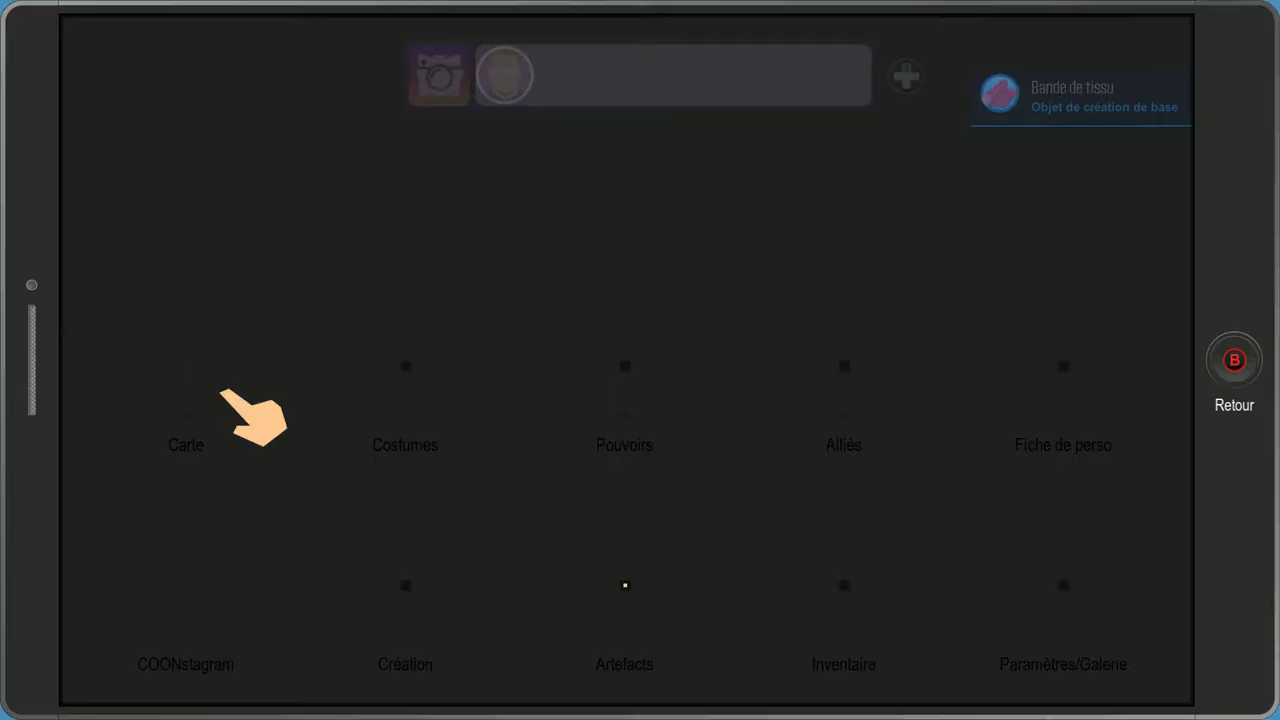 Bande de tissu
Objet de création de base
B
Retour
Carte
Costumes
Pouvoirs
Alliés
Fiche de perso
COONstagram
Création
Artefacts
Inventaire
Paramètres/Galerie